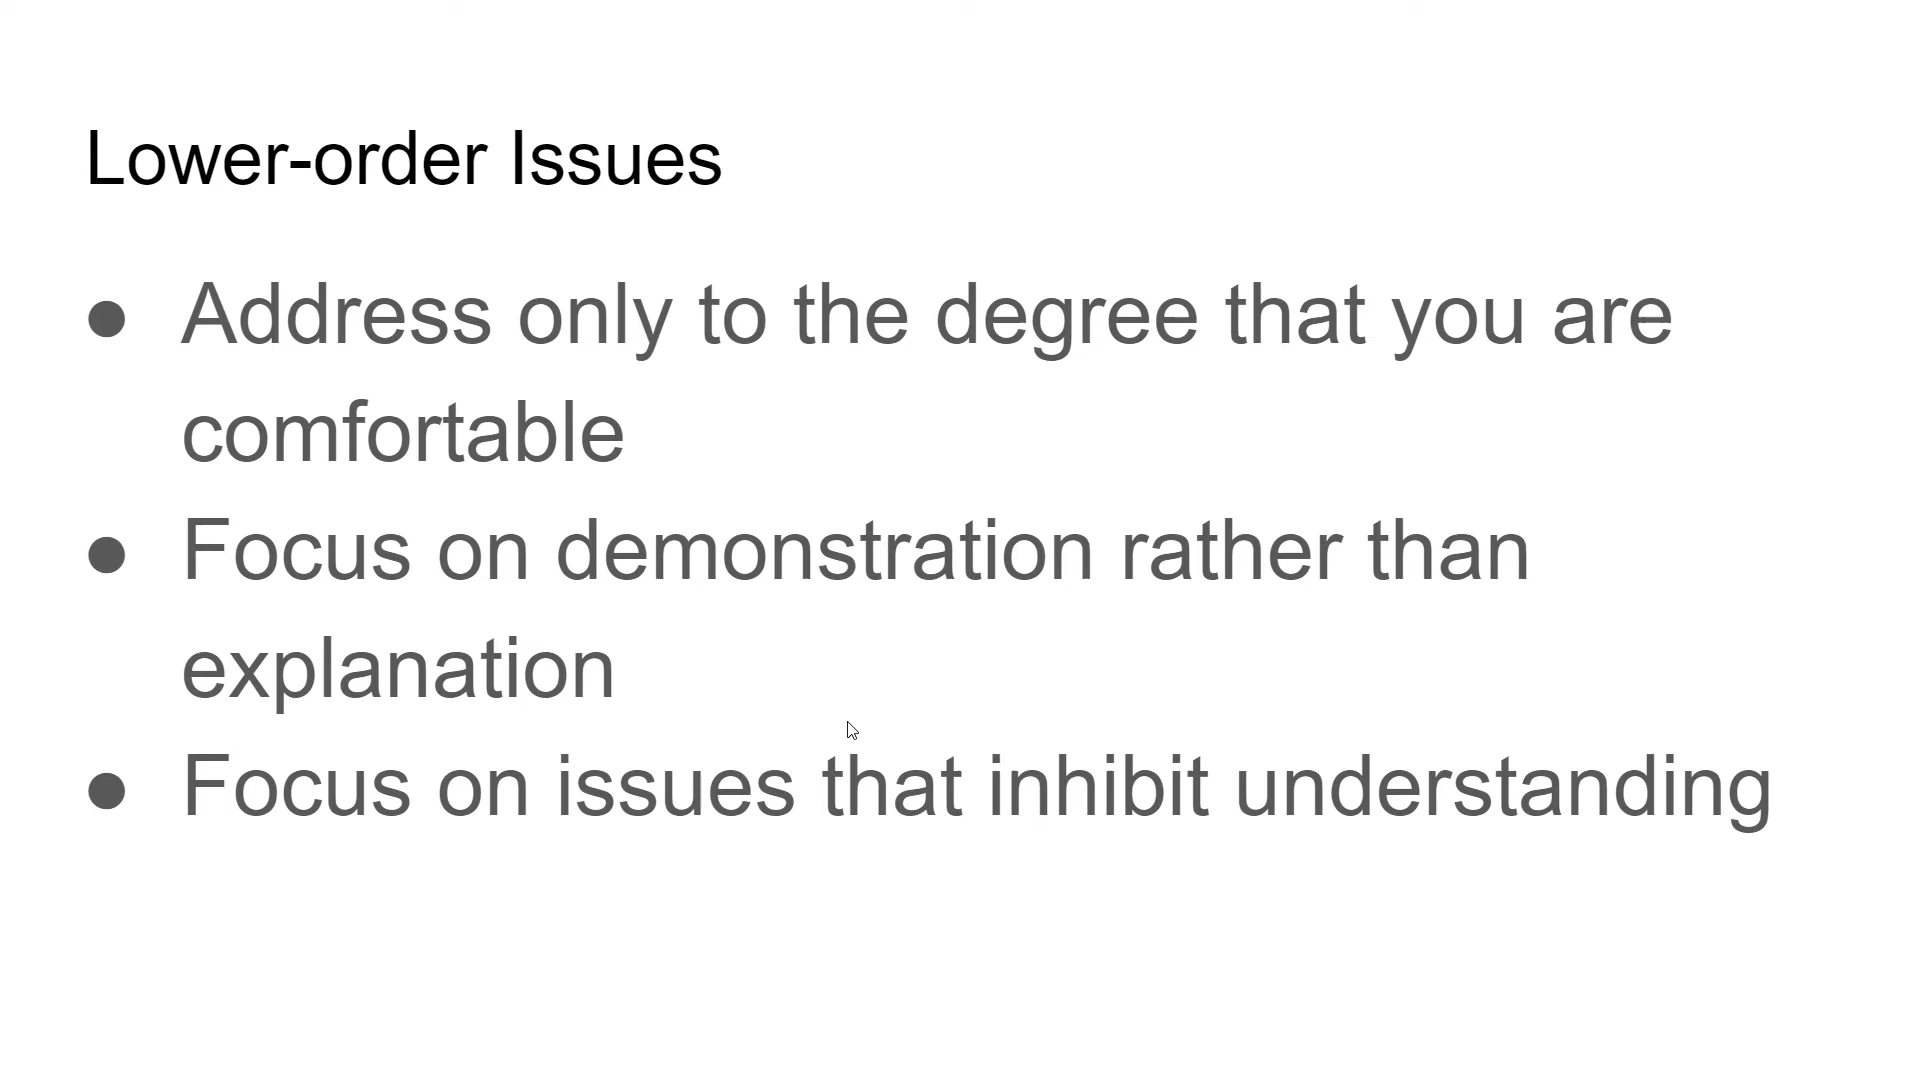 Lower-order Issues
● Address only to the degree that you are
comfortable
● Focus on demonstration rather than
explanation
● Focus on issues that inhibit understanding